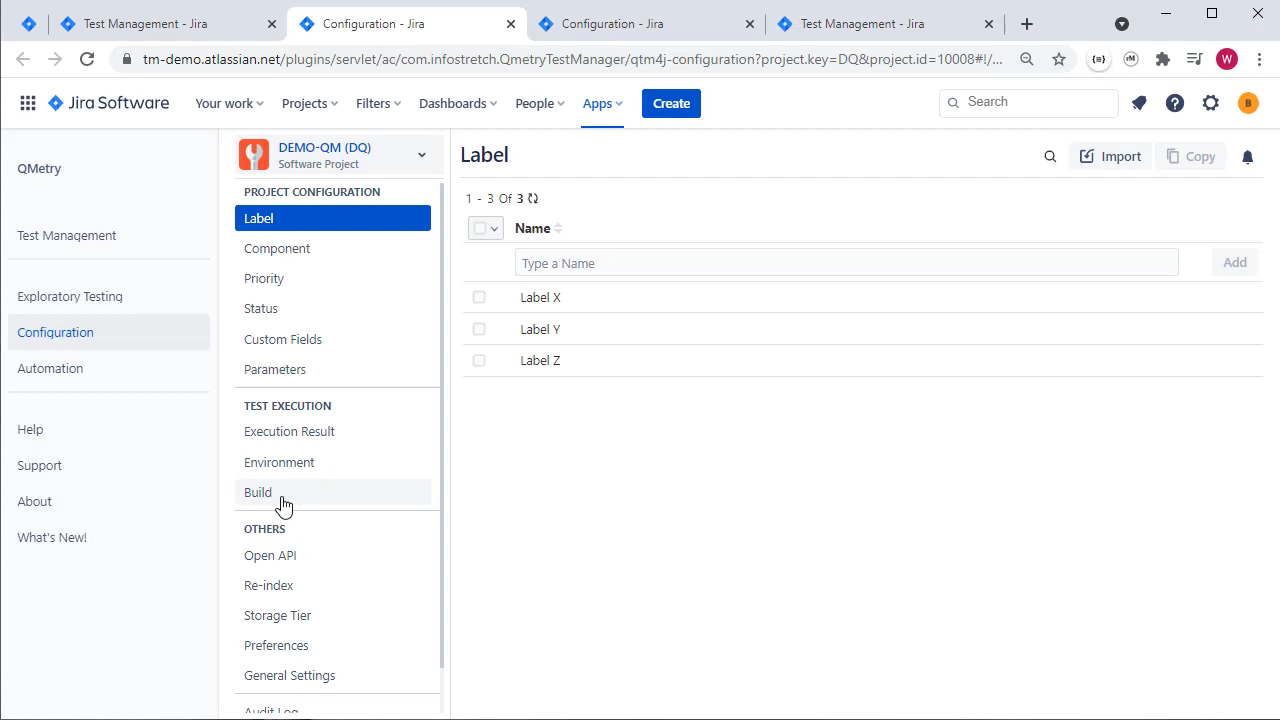 Test Management - Jira
Configuration - Jira
Configuration - Jira
Test Management - Jira
tm-demo.atlassian.net/plugins/servlet/ac/com.infostretch.QmetryTestManager/qtm4j-configuration?project.key=DQ&project.id=10008#!/...
{=}
rM
W
Jira Software
Your work
Projects
Filters
Dashboards
People
Apps
Create
Search
B
QMetry
Test Management
Exploratory Testing
Configuration
Automation
Help
Support
About
What's New!
DEMO-QM (DQ)
Software Project
PROJECT CONFIGURATION
Label
Component
Priority
Status
Custom Fields
Parameters
TEST EXECUTION
Execution Result
Environment
Build
OTHERS
Open API
Re-index
Storage Tier
Preferences
General Settings
Audit Log
Label
Import
Copy
1 - 3 Of 3
Name
Type a Name
Add
Label X
Label Y
Label Z